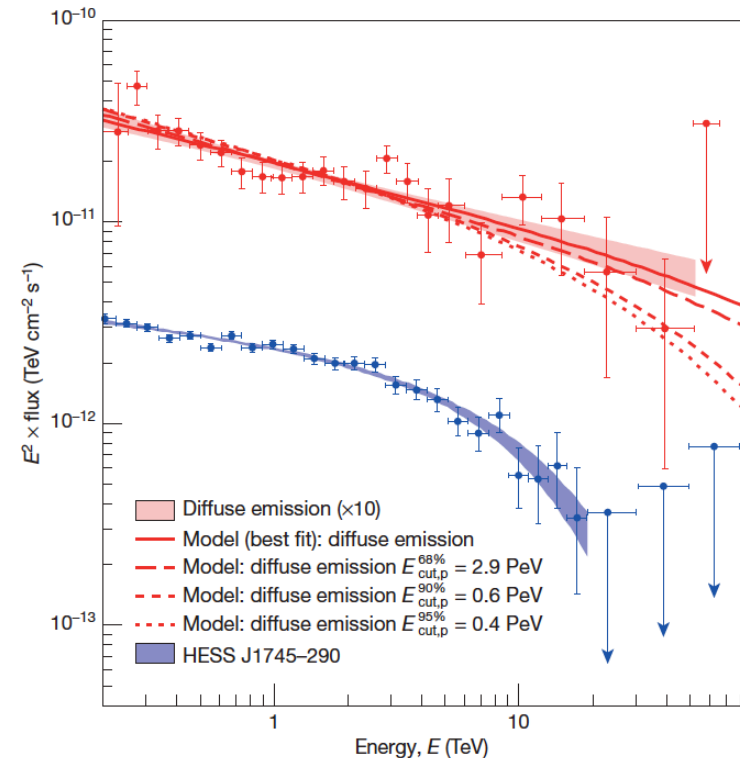 10⁻¹⁰
10⁻¹¹
10⁻¹²
10⁻¹³
E² × flux (TeV cm⁻² s⁻¹)
Diffuse emission (×10)
Model (best fit): diffuse emission
Model: diffuse emission E^68%_cut,p = 2.9 PeV
Model: diffuse emission E^90%_cut,p = 0.6 PeV
Model: diffuse emission E^95%_cut,p = 0.4 PeV
HESS J1745–290
1 10
Energy, E (TeV)